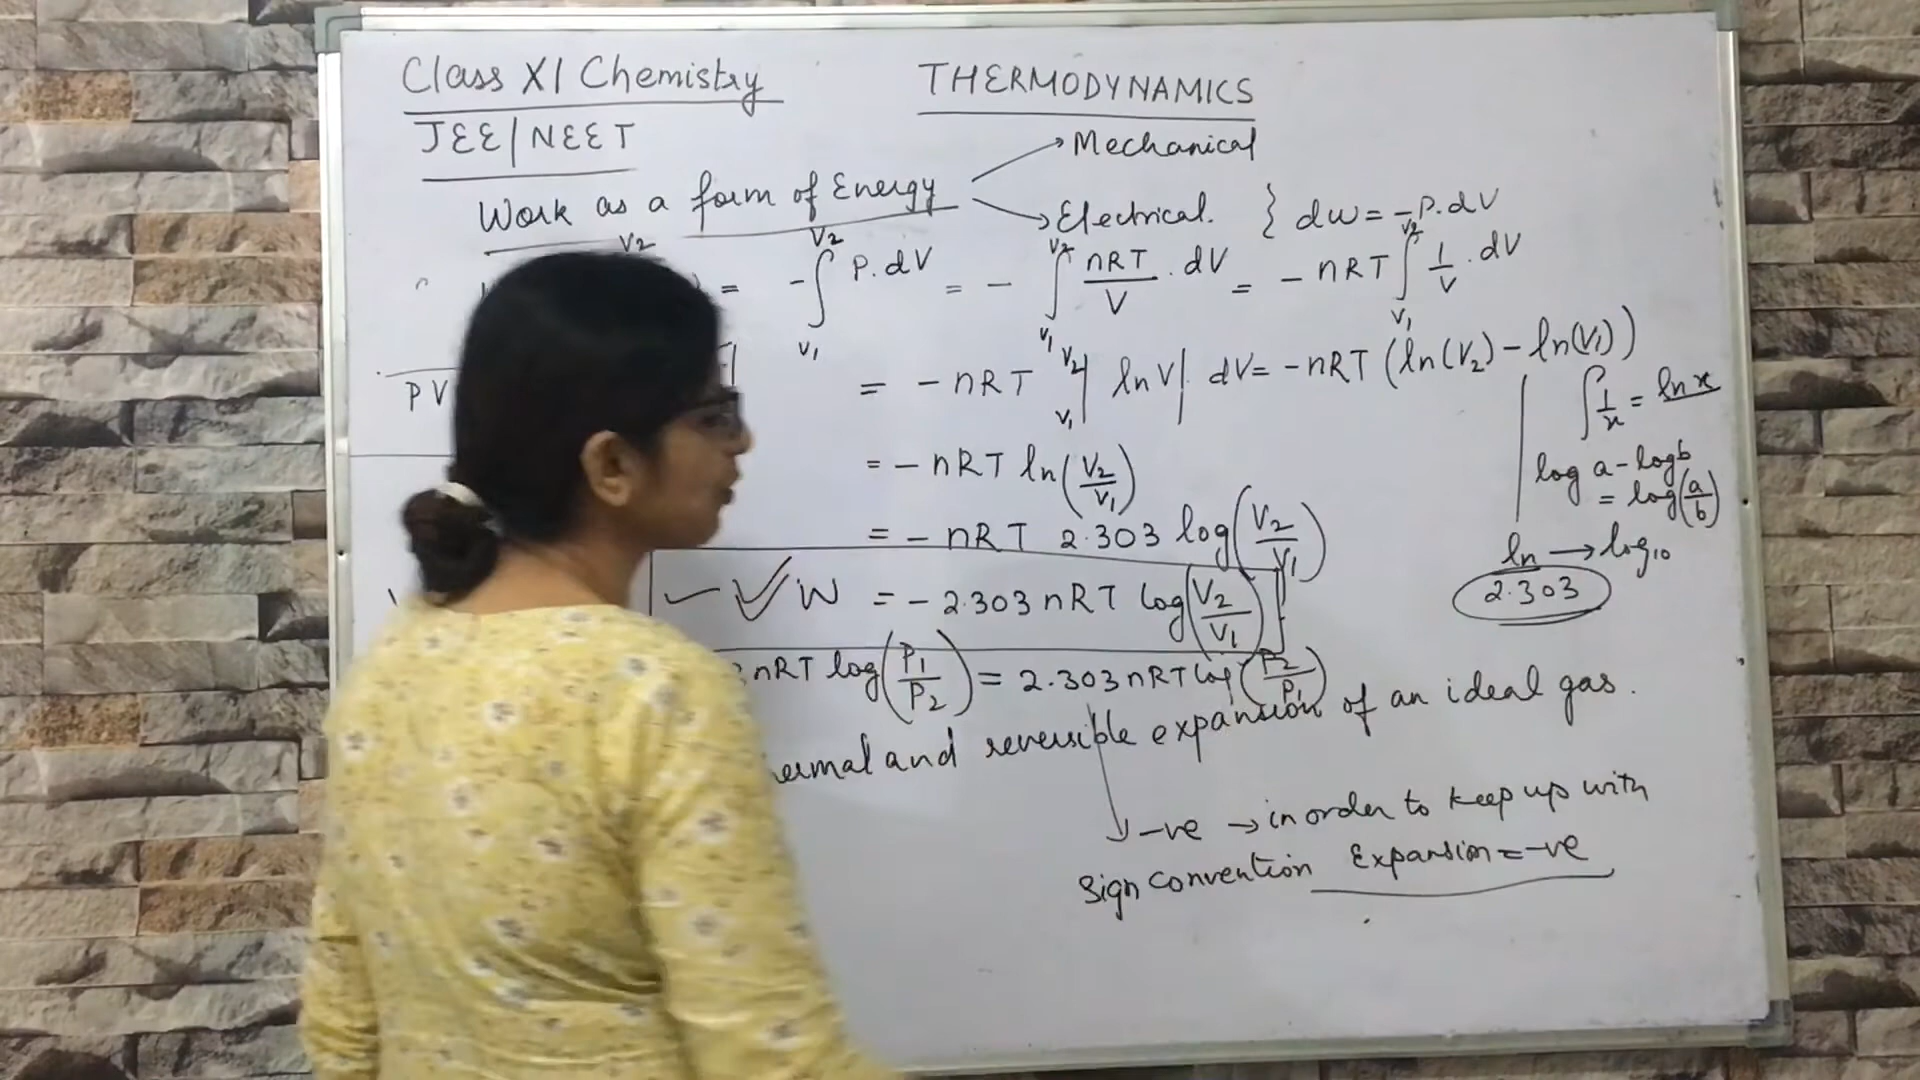 Class XI Chemistry
THERMODYNAMICS
JEE/NEET
Mechanical
Work as a form of Energy
Electrical. } dw = -P.dV
V2
= -∫ V2 V1 P.dV = - ∫ V2 V1 nRT/V . dV = - nRT ∫ V2 V1 1/V . dV
PV
= - nRT V2 V1 | ln V | dV = - nRT (ln(V2) - ln(V1))
∫ 1/x = ln x
= - nRT ln(V2/V1)
log a - log b
= log(a/b)
= - nRT 2.303 log(V2/V1)
ln → log10
2.303
W = - 2.303 nRT log(V2/V1)
nRT log(P1/P2) = 2.303 nRT log(P2/P1)
and reversible expansion of an ideal gas.
-ve → in order to keep up with
Sign convention Expansion = -ve